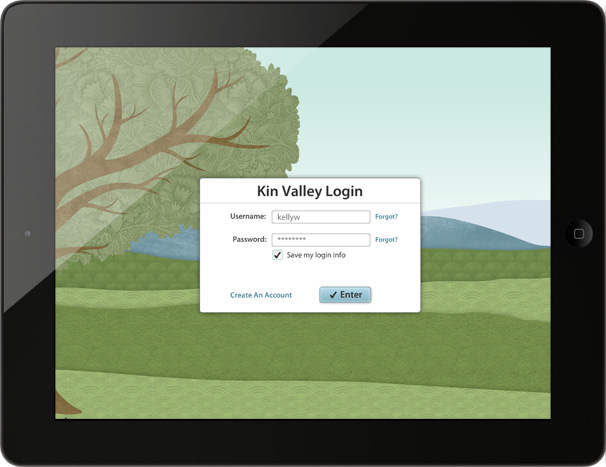 Kin Valley Login
Username: kellyw Forgot?
Password: ******** Forgot?
Save my login info
Create An Account Enter